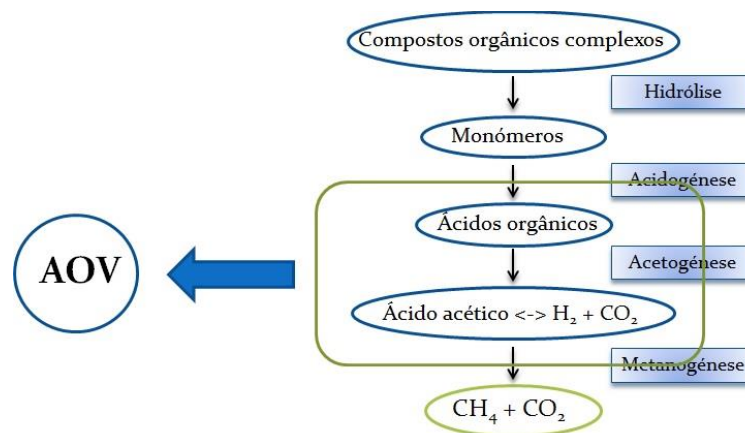 Compostos orgânicos complexos
Hidrólise
Monómeros
Acidogénese
Ácidos orgânicos
AOV
Acetogénese
Ácido acético <-> H₂ + CO₂
Metanogénese
CH₄ + CO₂